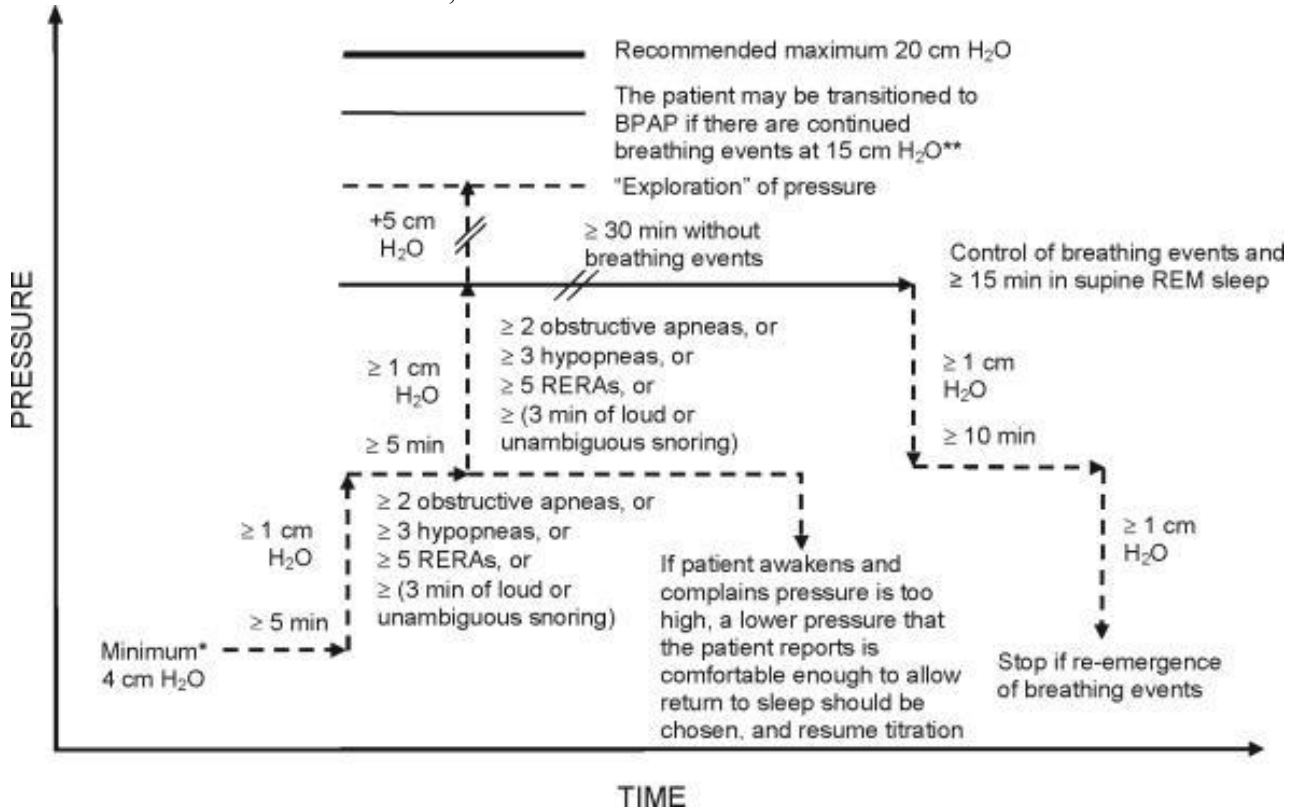 Recommended maximum 20 cm H₂O
The patient may be transitioned to
BPAP if there are continued
breathing events at 15 cm H₂O**
“Exploration” of pressure
+5 cm
H₂O
≥ 30 min without
breathing events
Control of breathing events and
≥ 15 min in supine REM sleep
≥ 2 obstructive apneas, or
≥ 3 hypopneas, or
≥ 5 RERAs, or
≥ (3 min of loud or
unambiguous snoring)
≥ 1 cm
H₂O
≥ 5 min
≥ 1 cm
H₂O
≥ 10 min
≥ 2 obstructive apneas, or
≥ 3 hypopneas, or
≥ 5 RERAs, or
≥ (3 min of loud or
unambiguous snoring)
≥ 1 cm
H₂O
≥ 5 min
Minimum*
4 cm H₂O
If patient awakens and
complains pressure is too
high, a lower pressure that
the patient reports is
comfortable enough to allow
return to sleep should be
chosen, and resume titration
≥ 1 cm
H₂O
Stop if re-emergence
of breathing events
PRESSURE
TIME